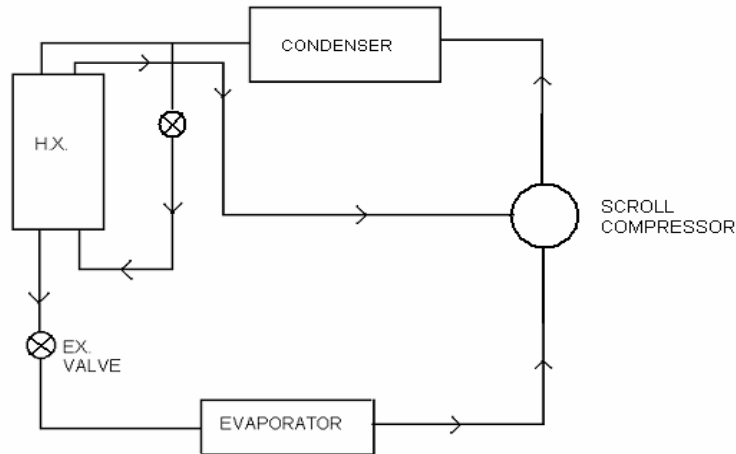 CONDENSER
H.X.
SCROLL
COMPRESSOR
EX.
VALVE
EVAPORATOR